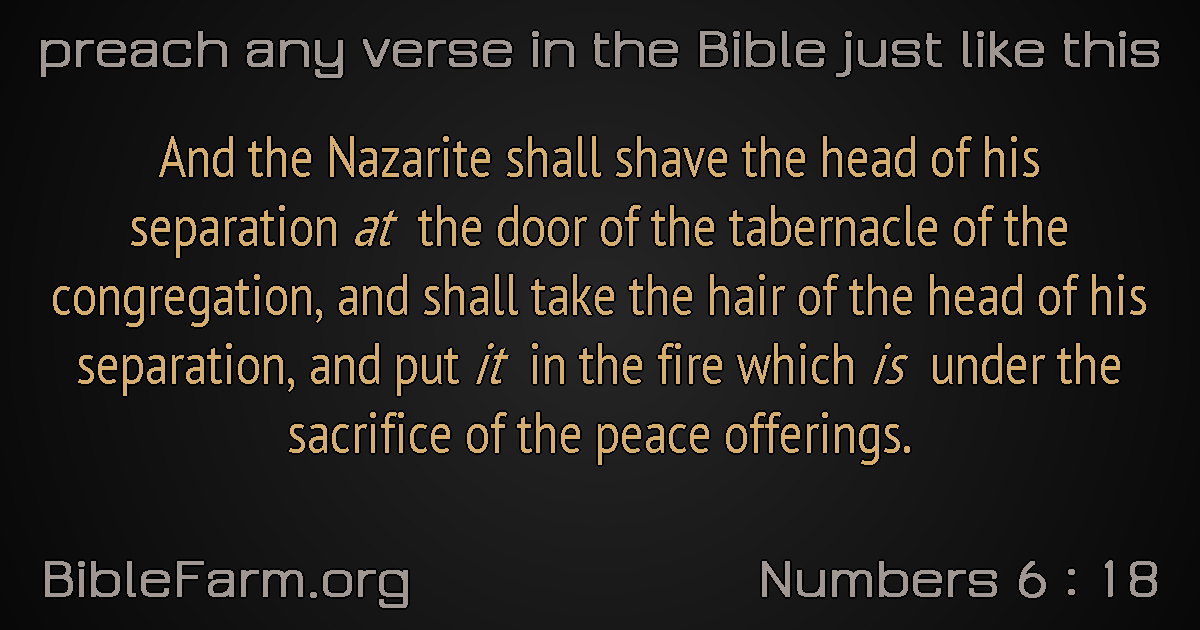 preach any verse in the Bible just like this
And the Nazarite shall shave the head of his
separation at the door of the tabernacle of the
congregation, and shall take the hair of the head of his
separation, and put it in the fire which is under the
sacrifice of the peace offerings.
BibleFarm.org
Numbers 6 : 18